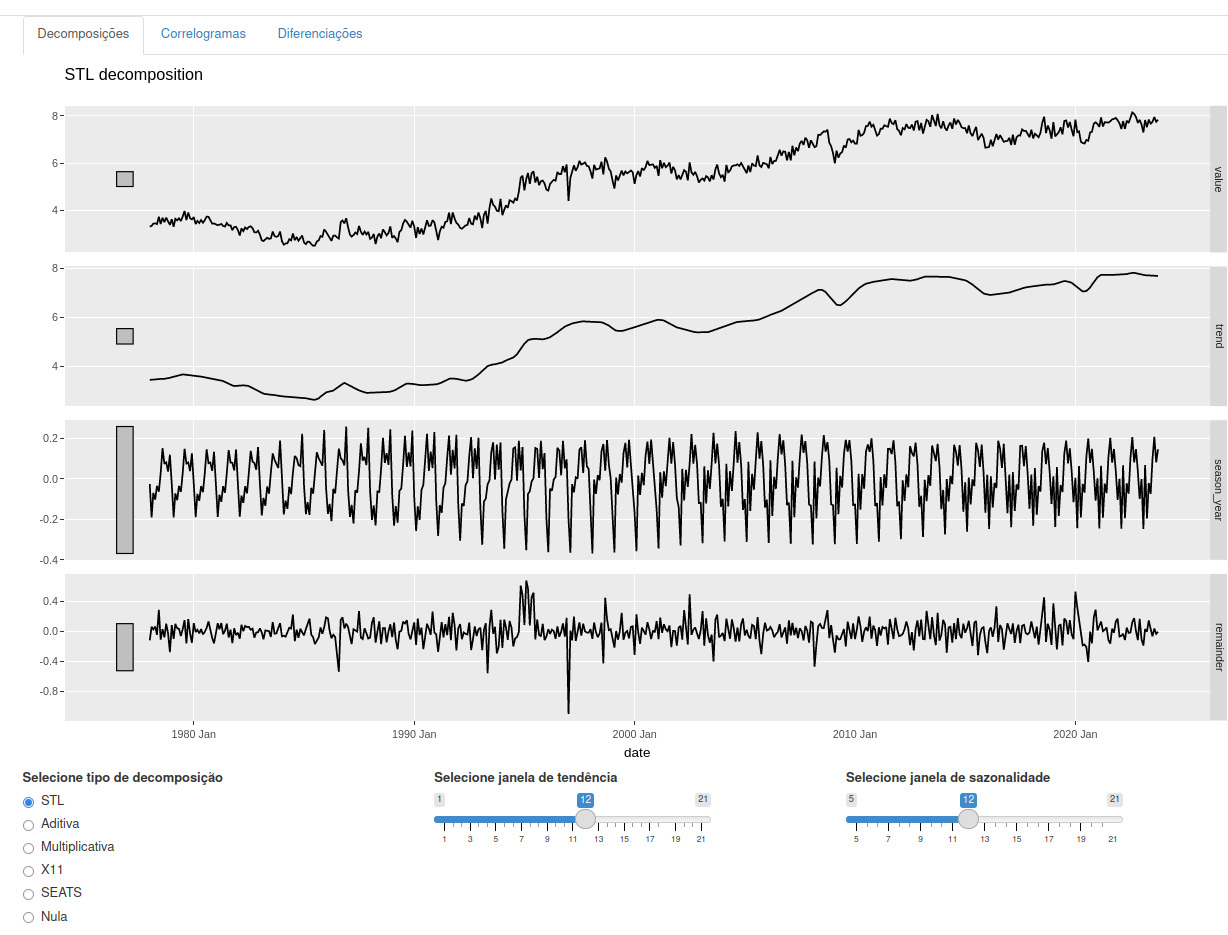 Decomposições Correlogramas Diferenciações
STL decomposition
8
6
4
value
8
6
4
trend
0.2
0.0
-0.2
-0.4
season_year
0.4
0.0
-0.4
-0.8
remainder
1980 Jan 1990 Jan 2000 Jan 2010 Jan 2020 Jan
date
Selecione tipo de decomposição
STL
Aditiva
Multiplicativa
X11
SEATS
Nula
Selecione janela de tendência
1 12 21
1 3 5 7 9 11 13 15 17 19 21
Selecione janela de sazonalidade
5 12 21
5 7 9 11 13 15 17 19 21